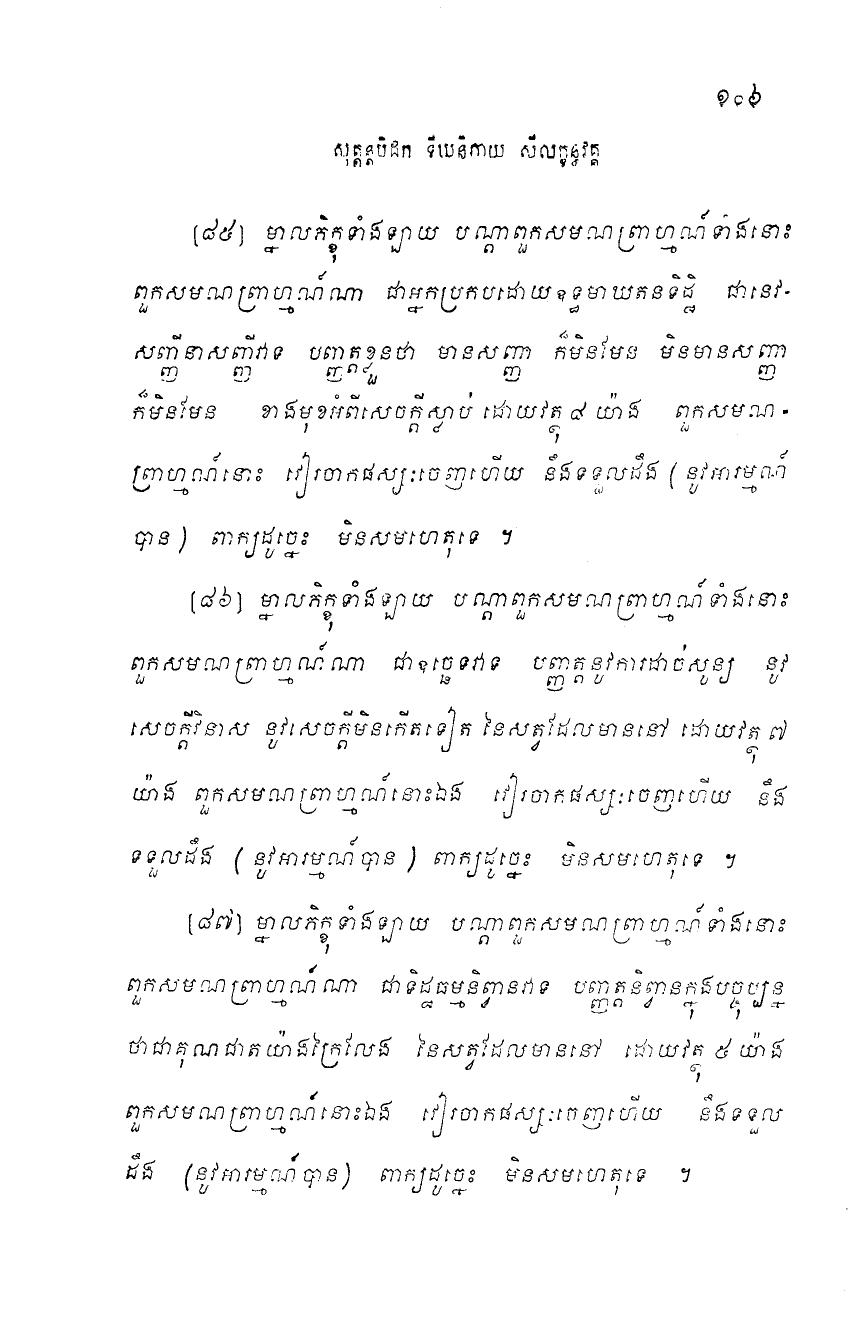 ១០៦
សុត្តន្តបិដក ទីឃនិកាយ សីលក្ខន្ធវគ្គ
[៨៥] ម្នាលភិក្ខុទាំងឡាយ បណ្តាពួកសមណព្រាហ្មណ៍ទាំងនោះ
ពួកសមណព្រាហ្មណ៍ណា ជាអ្នកប្រកបដោយឧទ្ធមាឃតនទិដ្ឋិ ជានេវ-
សញ្ញីនាសញ្ញីវាទ បញ្ញត្តខ្លួនថា មានសញ្ញា ក៏មិនមែន មិនមានសញ្ញា
ក៏មិនមែន ខាងមុខអំពីសេចក្តីស្លាប់ ដោយវត្ថុ ៨ យ៉ាង ពួកសមណ-
ព្រាហ្មណ៍នោះ វៀរចាកផស្សៈចេញហើយ នឹងទទួលដឹង (នូវអារម្មណ៍
បាន) ពាក្យដូច្នេះ មិនសមហេតុទេ ។
[៨៦] ម្នាលភិក្ខុទាំងឡាយ បណ្តាពួកសមណព្រាហ្មណ៍ទាំងនោះ
ពួកសមណព្រាហ្មណ៍ណា ជាឧច្ឆេទវាទ បញ្ញត្តនូវការដាច់សូន្យ នូវ
សេចក្តីវិនាស នូវសេចក្តីមិនកើតទៀត នៃសត្វដែលមាននៅ ដោយវត្ថុ ៧
យ៉ាង ពួកសមណព្រាហ្មណ៍នោះឯង វៀរចាកផស្សៈចេញហើយ នឹង
ទទួលដឹង (នូវអារម្មណ៍បាន) ពាក្យដូច្នេះ មិនសមហេតុទេ ។
[៨៧] ម្នាលភិក្ខុទាំងឡាយ បណ្តាពួកសមណព្រាហ្មណ៍ទាំងនោះ
ពួកសមណព្រាហ្មណ៍ណា ជាទិដ្ឋធម្មនិព្វានវាទ បញ្ញត្តនិព្វានក្នុងបច្ចុប្បន្ន
ថាជាគុណជាតយ៉ាងក្រៃលែង នៃសត្វដែលមាននៅ ដោយវត្ថុ ៥ យ៉ាង
ពួកសមណព្រាហ្មណ៍នោះឯង វៀរចាកផស្សៈចេញហើយ នឹងទទួល
ដឹង (នូវអារម្មណ៍បាន) ពាក្យដូច្នេះ មិនសមហេតុទេ ។